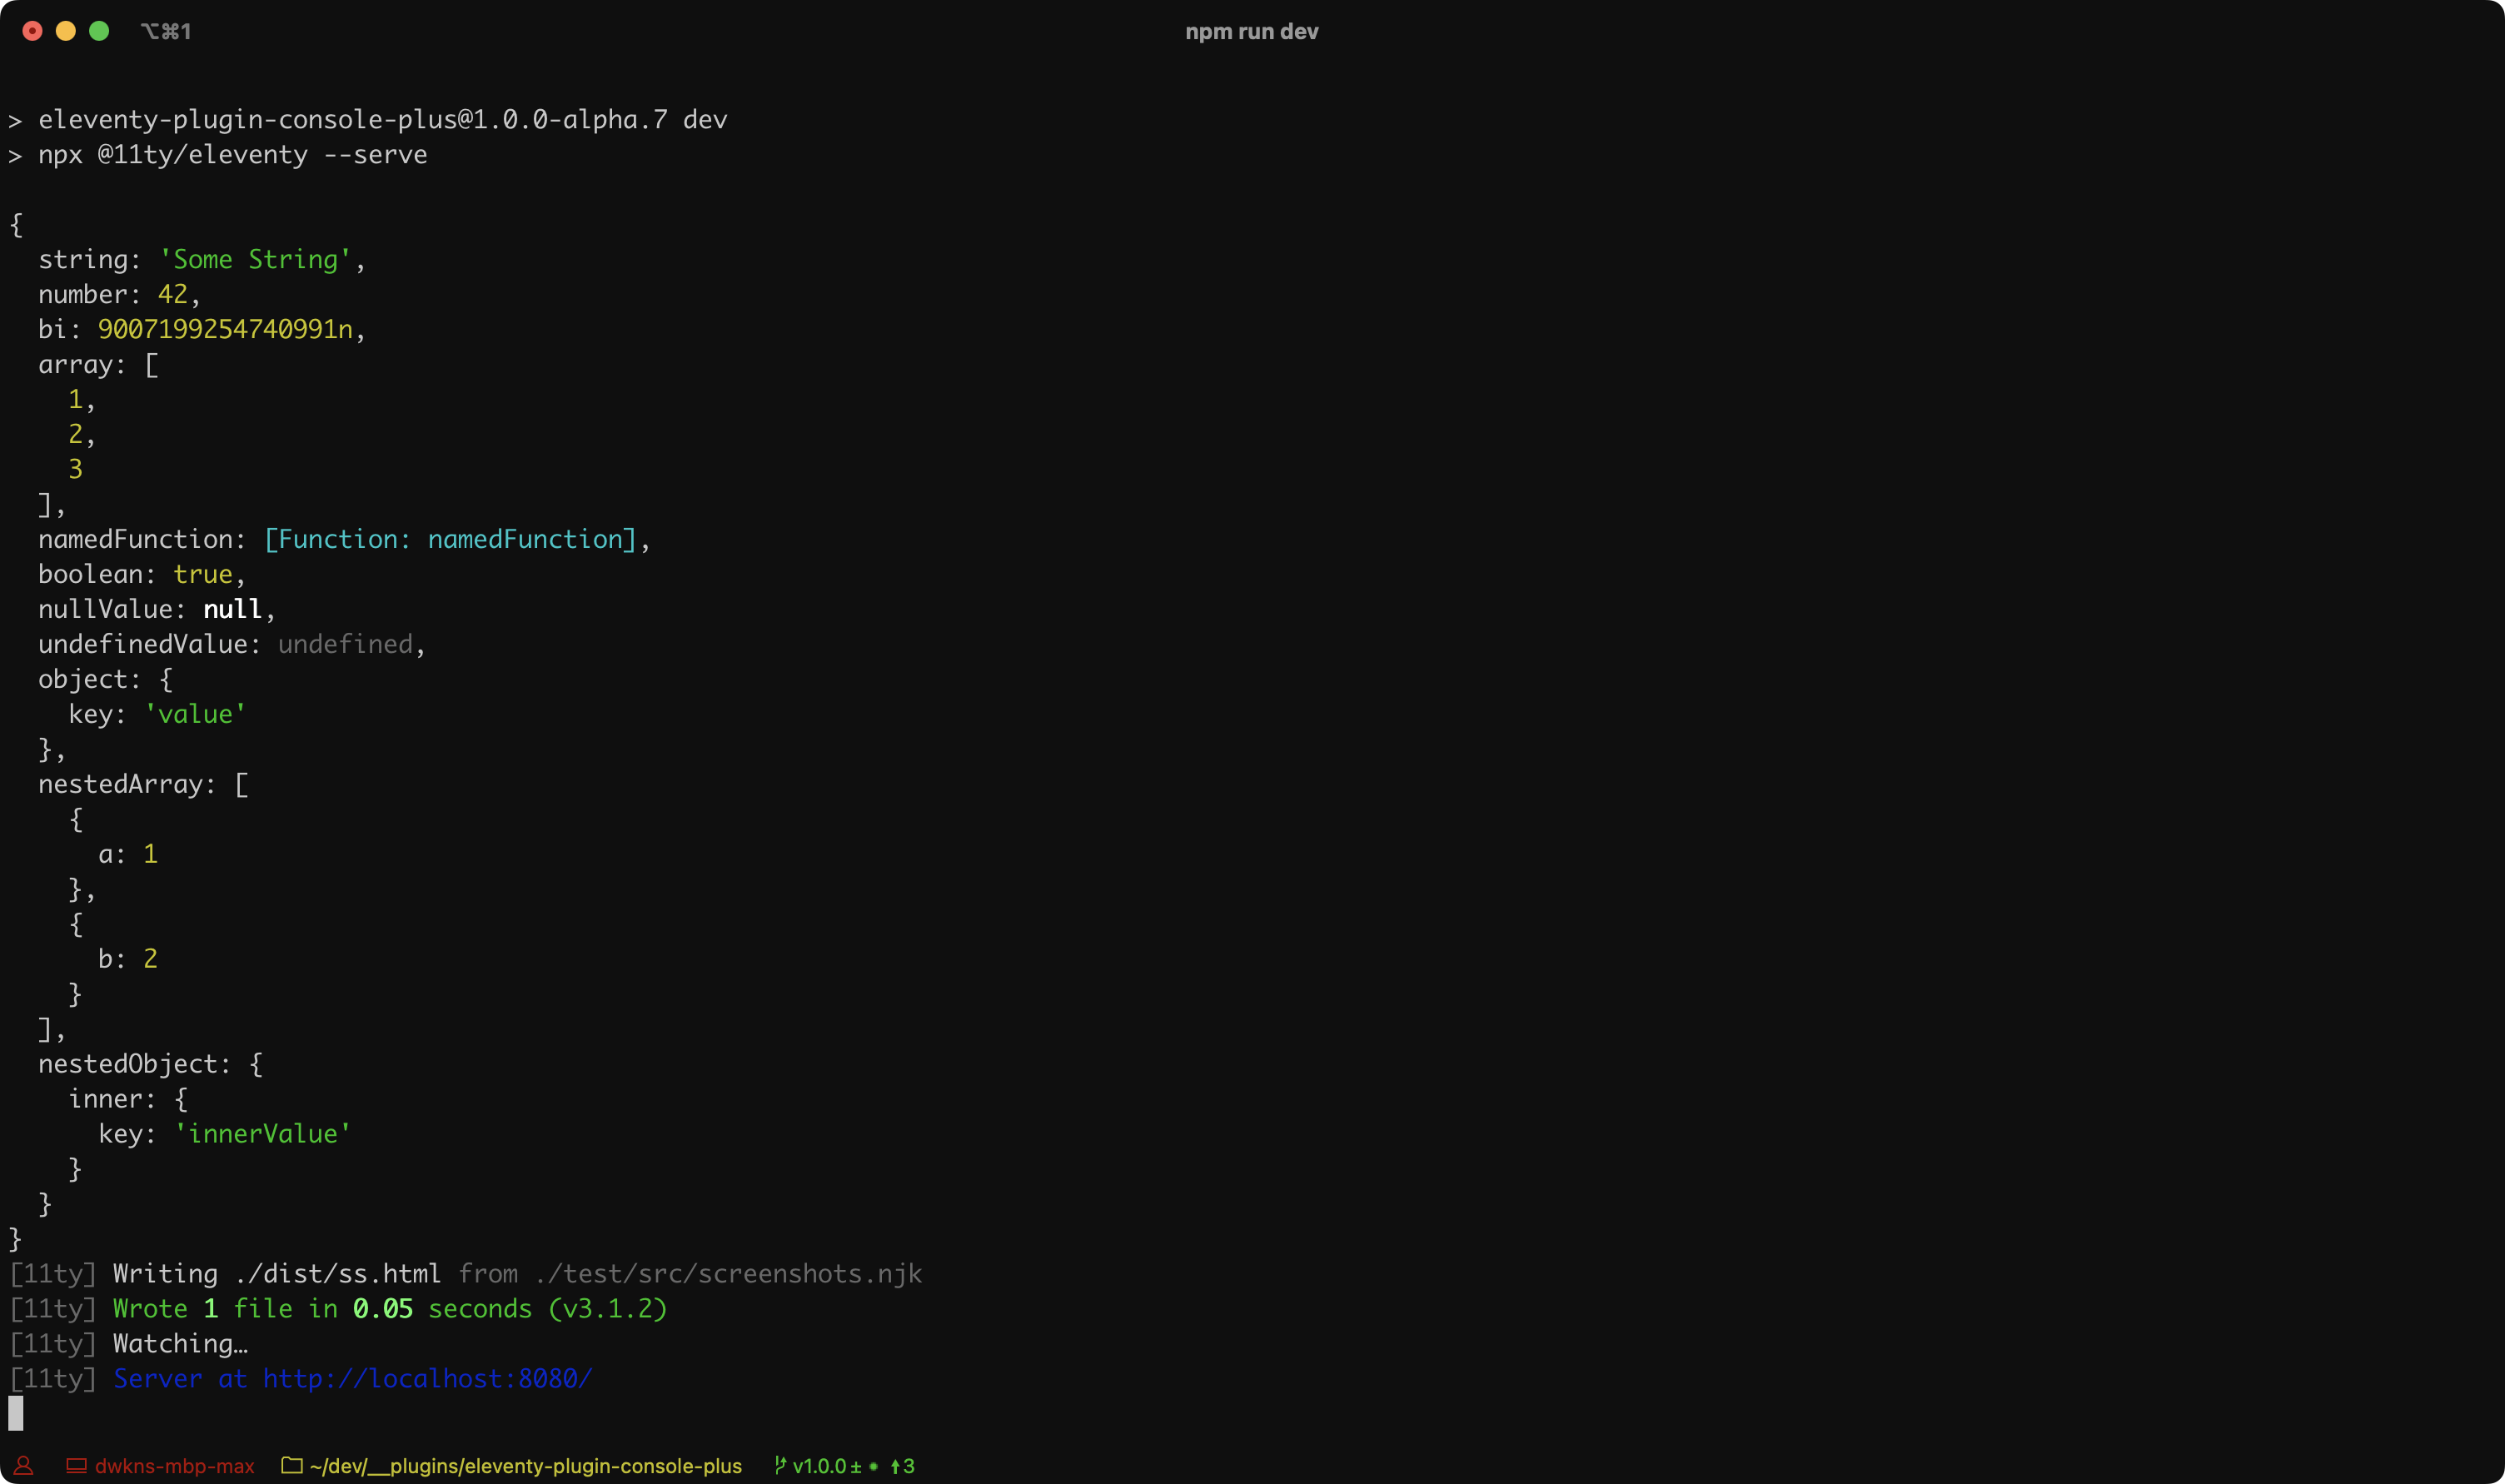 ⌥⌘1
npm run dev
> eleventy-plugin-console-plus@1.0.0-alpha.7 dev
> npx @11ty/eleventy --serve
{
  string: 'Some String',
  number: 42,
  bi: 9007199254740991n,
  array: [
    1,
    2,
    3
  ],
  namedFunction: [Function: namedFunction],
  boolean: true,
  nullValue: null,
  undefinedValue: undefined,
  object: {
    key: 'value'
  },
  nestedArray: [
    {
      a: 1
    },
    {
      b: 2
    }
  ],
  nestedObject: {
    inner: {
      key: 'innerValue'
    }
  }
}
[11ty] Writing ./dist/ss.html from ./test/src/screenshots.njk
[11ty] Wrote 1 file in 0.05 seconds (v3.1.2)
[11ty] Watching…
[11ty] Server at http://localhost:8080/
dwkns-mbp-max ~/dev/__plugins/eleventy-plugin-console-plus v1.0.0 ± ● ⬆3